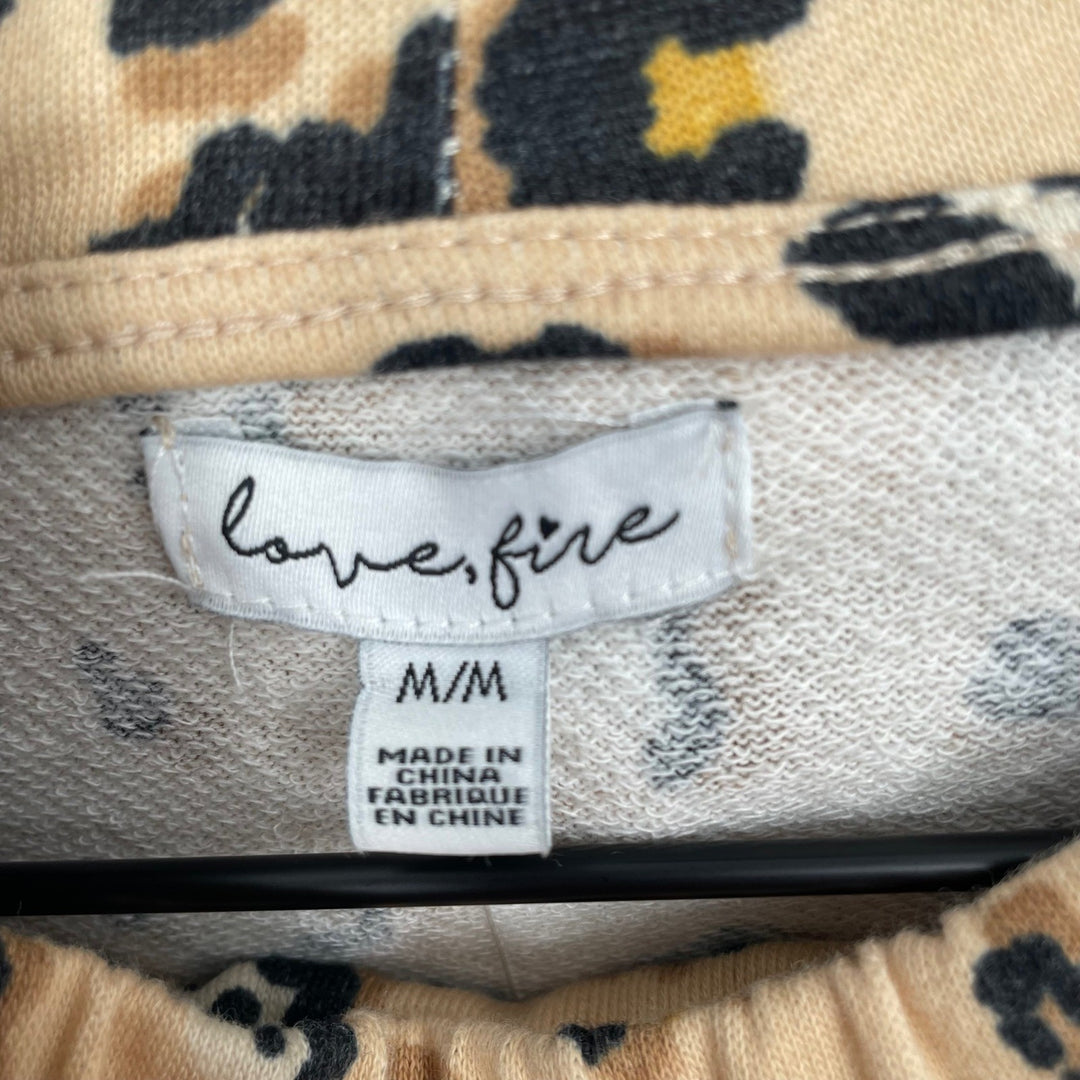 love, fire
M/M
MADE IN
CHINA
FABRIQUE
EN CHINE